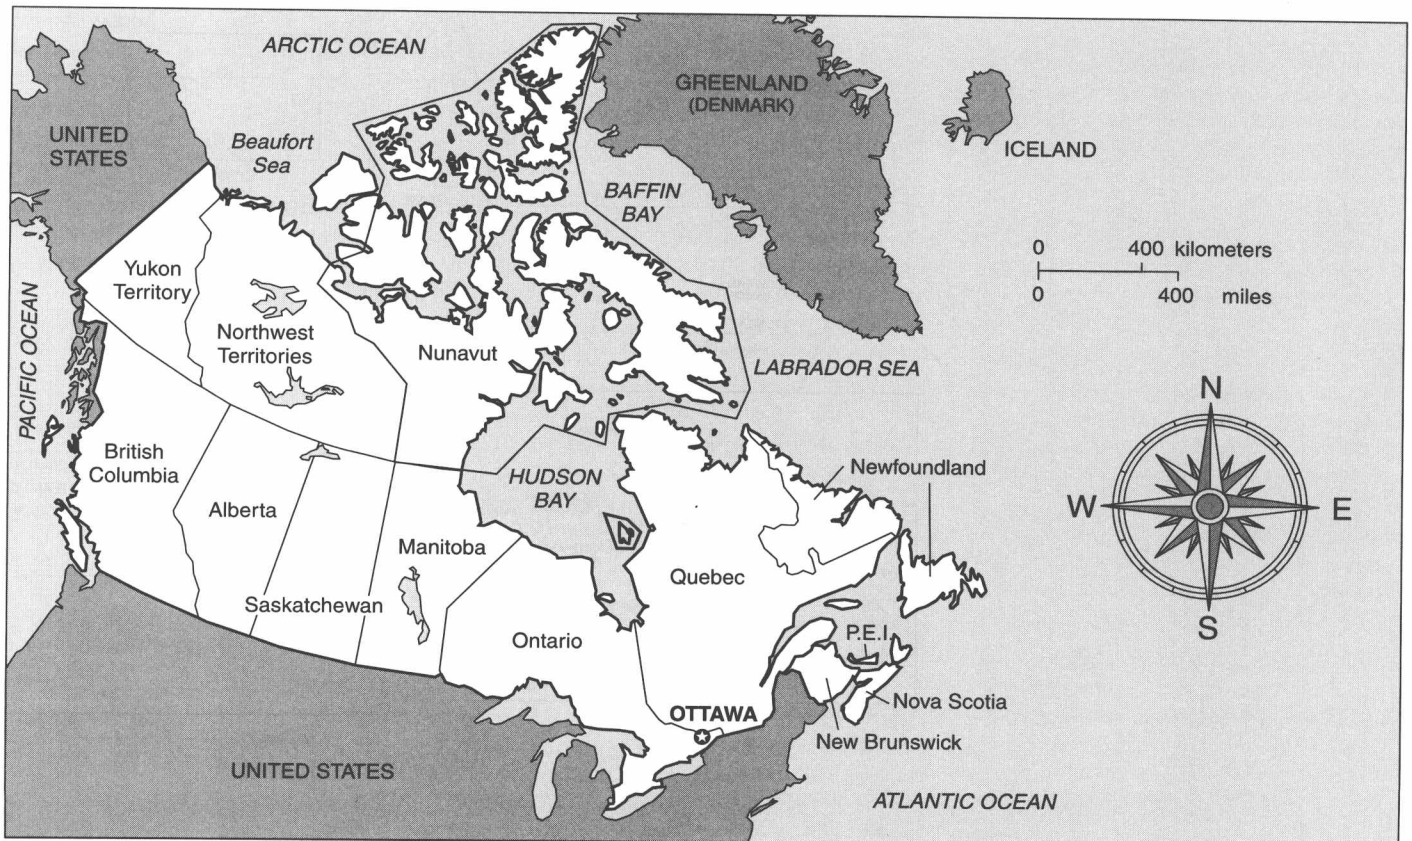 ARCTIC OCEAN
GREENLAND
(DENMARK)
UNITED
STATES
Beaufort
Sea
ICELAND
BAFFIN
BAY
0 400 kilometers
0 400 miles
Yukon
Territory
PACIFIC OCEAN
Northwest
Territories
Nunavut
LABRADOR SEA
N
W
E
S
British
Columbia
Newfoundland
HUDSON
BAY
Alberta
Manitoba
Quebec
Saskatchewan
Ontario
P.E.I.
Nova Scotia
OTTAWA
New Brunswick
UNITED STATES
ATLANTIC OCEAN